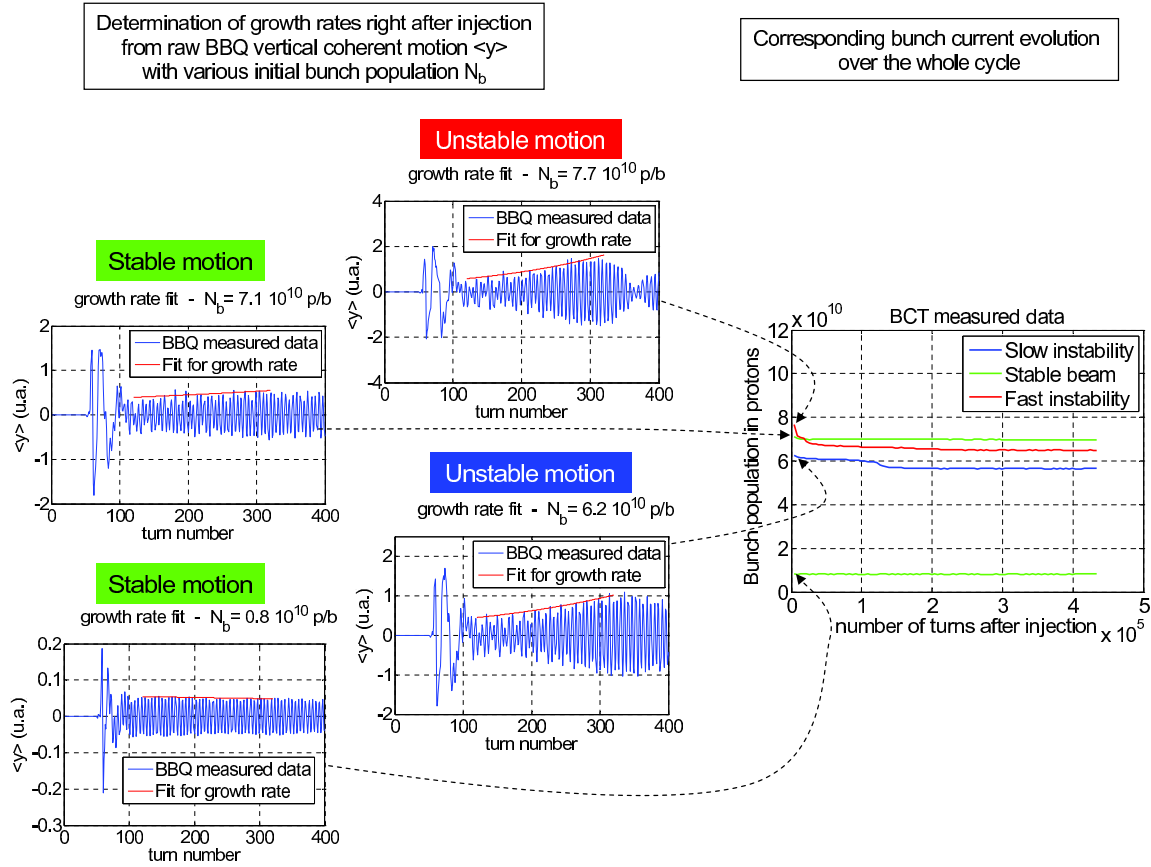 Determination of growth rates right after injection
from raw BBQ vertical coherent motion <y>
with various initial bunch population N_b
Corresponding bunch current evolution
over the whole cycle
Unstable motion
growth rate fit - N_b= 7.7 10^10 p/b
4
2
0
-2
-4
<y> (u.a.)
BBQ measured data
Fit for growth rate
0 100 200 300 400
turn number
Stable motion
growth rate fit - N_b= 7.1 10^10 p/b
2
1
0
-1
-2
<y> (u.a.)
BBQ measured data
Fit for growth rate
0 100 200 300 400
turn number
Unstable motion
growth rate fit - N_b= 6.2 10^10 p/b
2
1
0
-1
-2
<y> (u.a.)
BBQ measured data
Fit for growth rate
0 100 200 300 400
turn number
Stable motion
growth rate fit - N_b= 0.8 10^10 p/b
0.2
0.1
0
-0.1
-0.2
-0.3
<y> (u.a.)
BBQ measured data
Fit for growth rate
0 100 200 300 400
turn number
12 x 10^10
BCT measured data
10
8
6
4
2
0
Bunch population in protons
Slow instability
Stable beam
Fast instability
0 1 2 3 4 5
number of turns after injection x 10^5